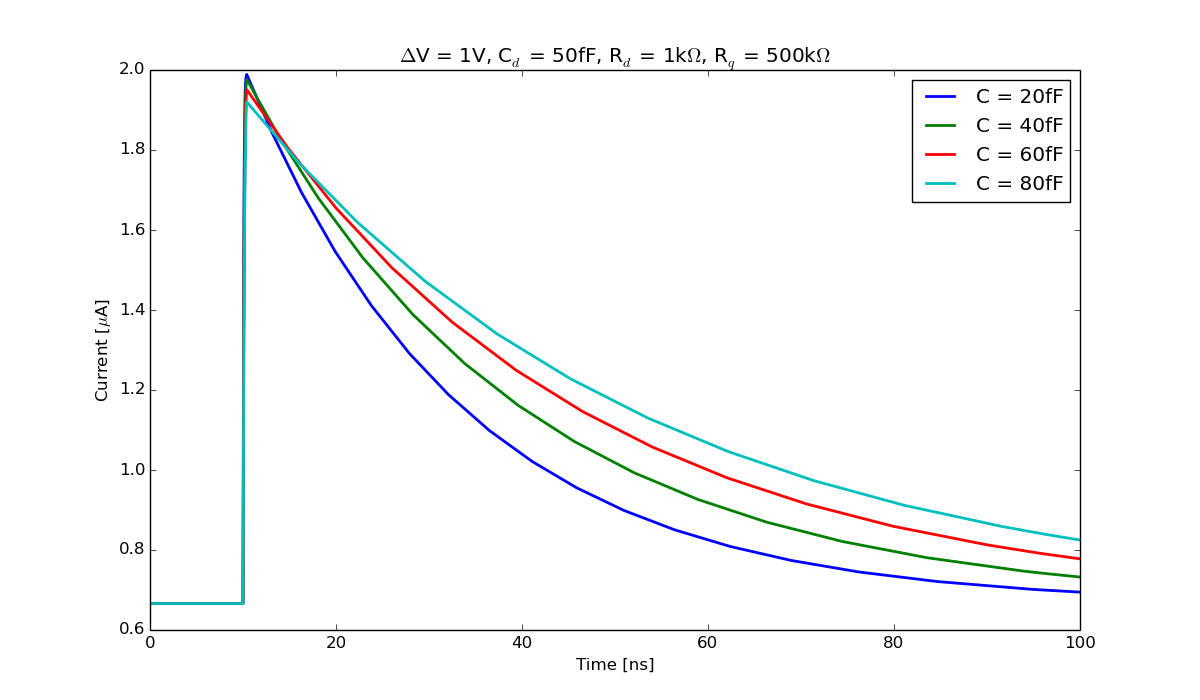 ΔV = 1V, C_d = 50fF, R_d = 1kΩ, R_q = 500kΩ
2.0
1.8
1.6
1.4
1.2
1.0
0.8
0.6
Current [μA]
C = 20fF
C = 40fF
C = 60fF
C = 80fF
0 20 40 60 80 100
Time [ns]